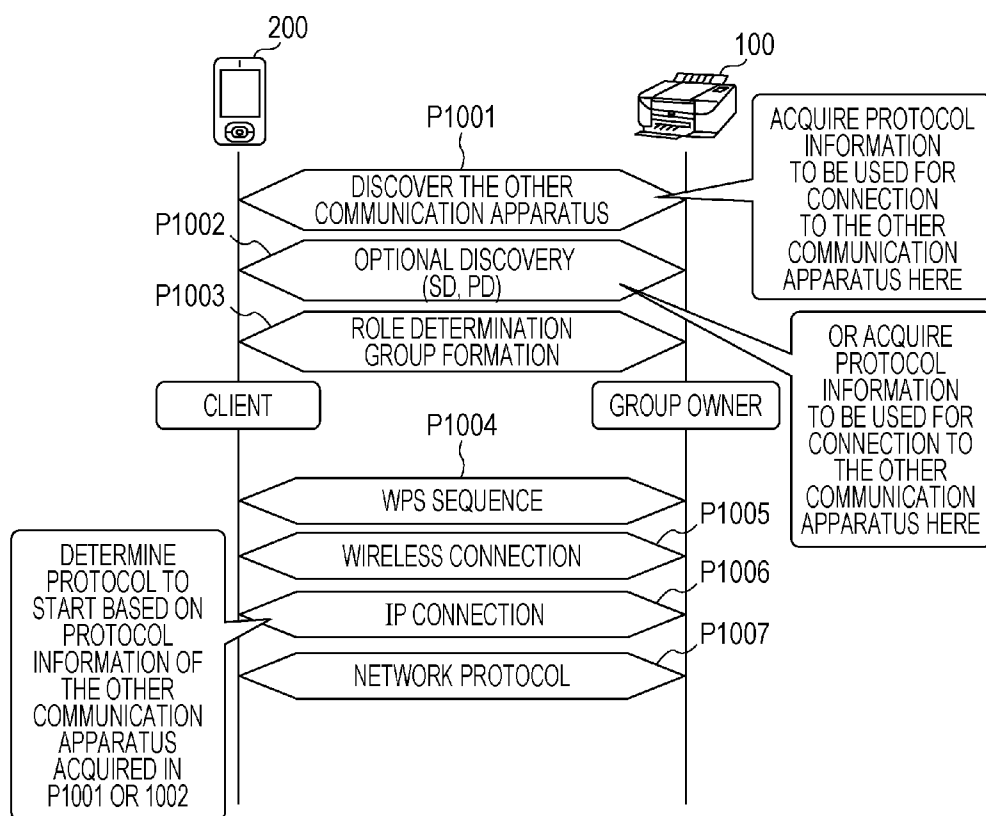 200
100
P1001
DISCOVER THE OTHER
COMMUNICATION APPARATUS
ACQUIRE PROTOCOL
INFORMATION
TO BE USED FOR
CONNECTION
TO THE OTHER
COMMUNICATION
APPARATUS HERE
P1002
OPTIONAL DISCOVERY
(SD, PD)
P1003
ROLE DETERMINATION
GROUP FORMATION
OR ACQUIRE
PROTOCOL
INFORMATION
TO BE USED FOR
CONNECTION TO
THE OTHER
COMMUNICATION
APPARATUS HERE
CLIENT
GROUP OWNER
P1004
WPS SEQUENCE
P1005
WIRELESS CONNECTION
P1006
IP CONNECTION
P1007
NETWORK PROTOCOL
DETERMINE
PROTOCOL TO
START BASED ON
PROTOCOL
INFORMATION OF
THE OTHER
COMMUNICATION
APPARATUS
ACQUIRED IN
P1001 OR 1002